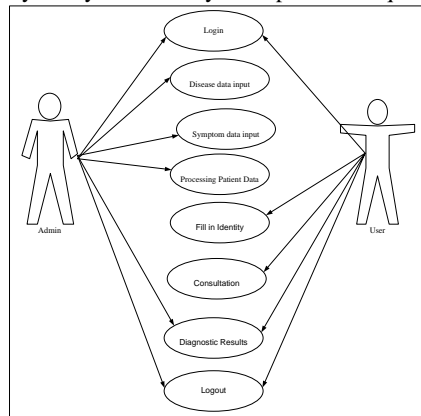 Login
Disease data input
Symptom data input
Processing Patient Data
Fill in Identity
Admin
User
Consultation
Diagnostic Results
Logout